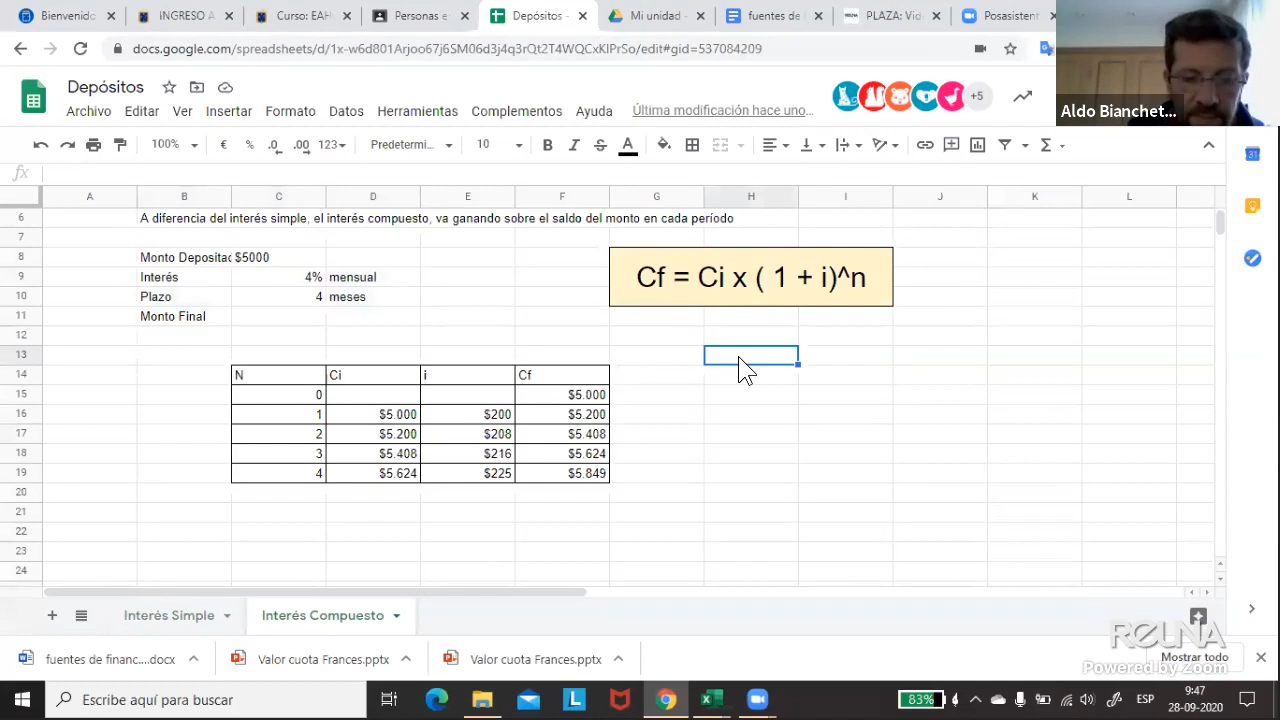 Bienvenido
INGRESO A
Curso: EAH
Personas e
Depósitos -
Mi unidad -
fuentes de
PLAZA: Vid
Posasistent
docs.google.com/spreadsheets/d/1x-w6d801Arjoo67j6SM06d3j4q3rQt2T4WQCxKIPrSo/edit#gid=537084209
Depósitos
+5
Archivo Editar Ver Insertar Formato Datos Herramientas Complementos Ayuda Última modificación hace uno...
Aldo Bianchet...
100% € % .0 .00 123 Predetermi... 10 B I S A Σ
fx
A B C D E F G H I J K L
6 A diferencia del interés simple, el interés compuesto, va ganando sobre el saldo del monto en cada período
7
8 Monto Depositac $5000
9 Interés 4% mensual
Cf = Ci x ( 1 + i)^n
10 Plazo 4 meses
11 Monto Final
12
13
14 N Ci i Cf
15 0 $5.000
16 1 $5.000 $200 $5.200
17 2 $5.200 $208 $5.408
18 3 $5.408 $216 $5.624
19 4 $5.624 $225 $5.849
20
21
22
23
24
+ Interés Simple Interés Compuesto
REUNA
Powered by Zoom
fuentes de financ....docx
Valor cuota Frances.pptx
Valor cuota Frances.pptx
Mostrar todo
Escribe aquí para buscar
83%
ESP
9:47
28-09-2020